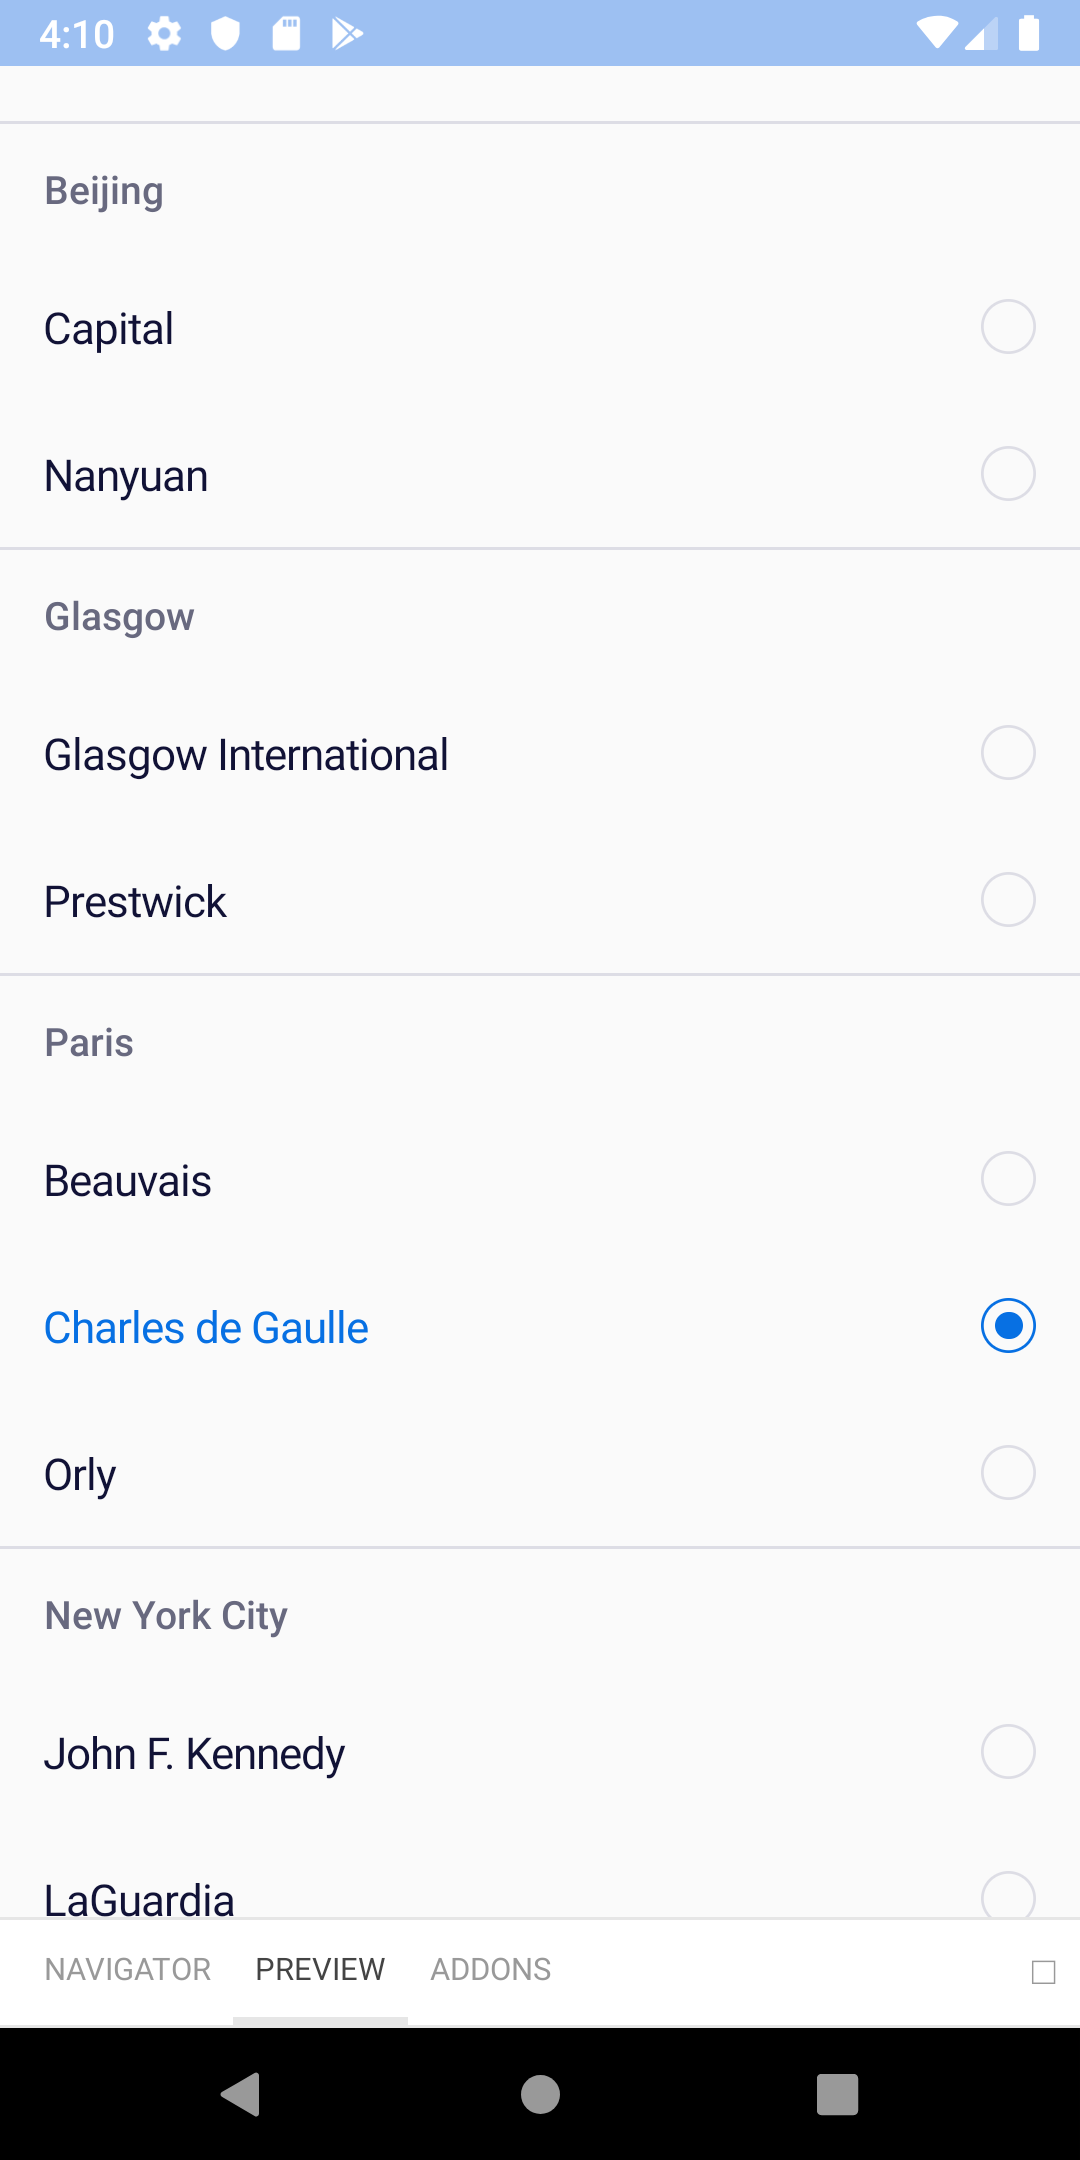 4:10
Beijing
Capital
Nanyuan
Glasgow
Glasgow International
Prestwick
Paris
Beauvais
Charles de Gaulle
Orly
New York City
John F. Kennedy
LaGuardia
NAVIGATOR PREVIEW ADDONS